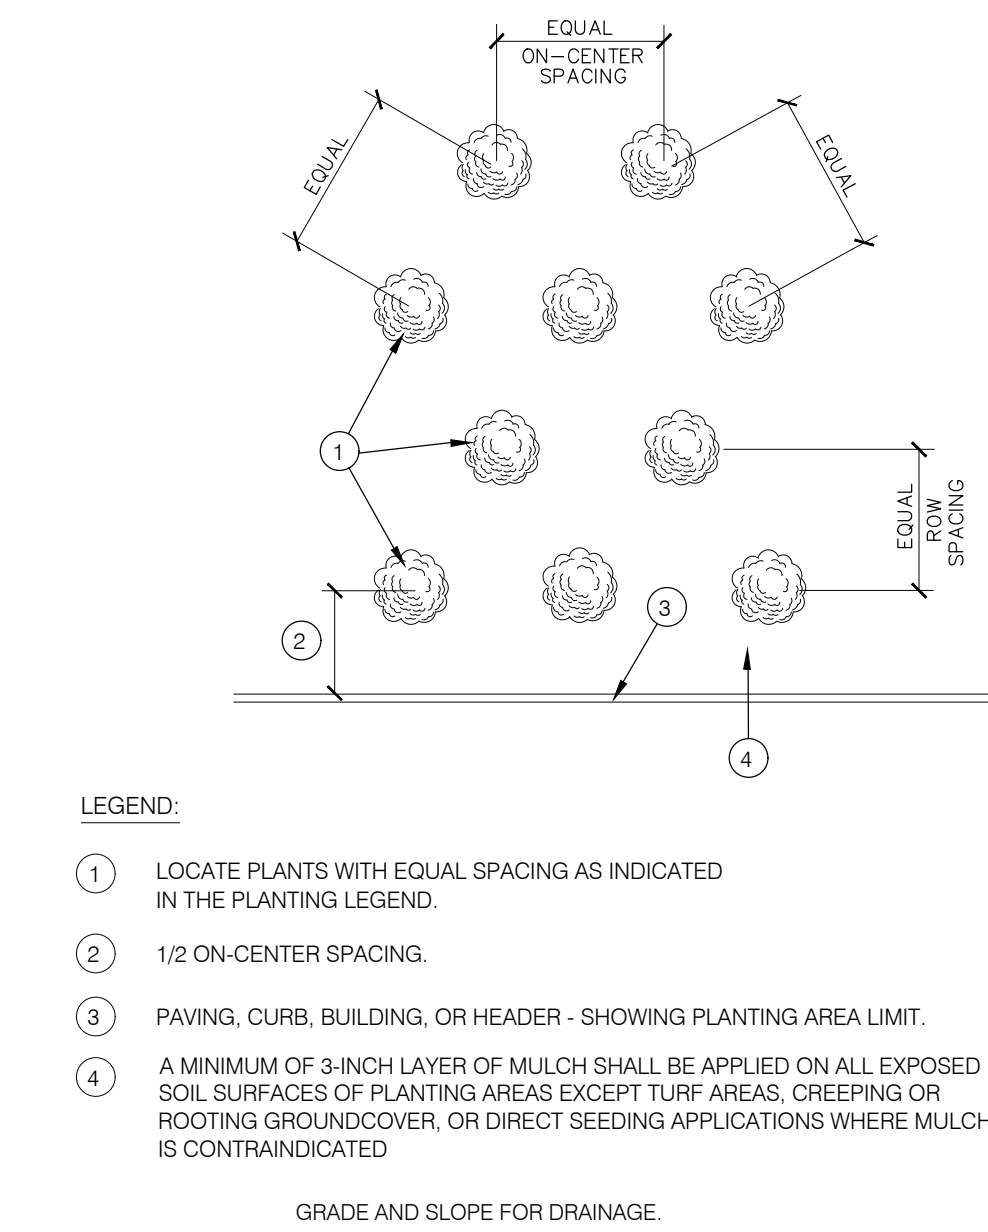 EQUAL
ON-CENTER
SPACING
EQUAL
EQUAL
1
EQUAL
ROW
SPACING
2
3
4
LEGEND:
1 LOCATE PLANTS WITH EQUAL SPACING AS INDICATED
IN THE PLANTING LEGEND.
2 1/2 ON-CENTER SPACING.
3 PAVING, CURB, BUILDING, OR HEADER - SHOWING PLANTING AREA LIMIT.
4 A MINIMUM OF 3-INCH LAYER OF MULCH SHALL BE APPLIED ON ALL EXPOSED
SOIL SURFACES OF PLANTING AREAS EXCEPT TURF AREAS, CREEPING OR
ROOTING GROUNDCOVER, OR DIRECT SEEDING APPLICATIONS WHERE MULCH
IS CONTRAINDICATED
GRADE AND SLOPE FOR DRAINAGE.